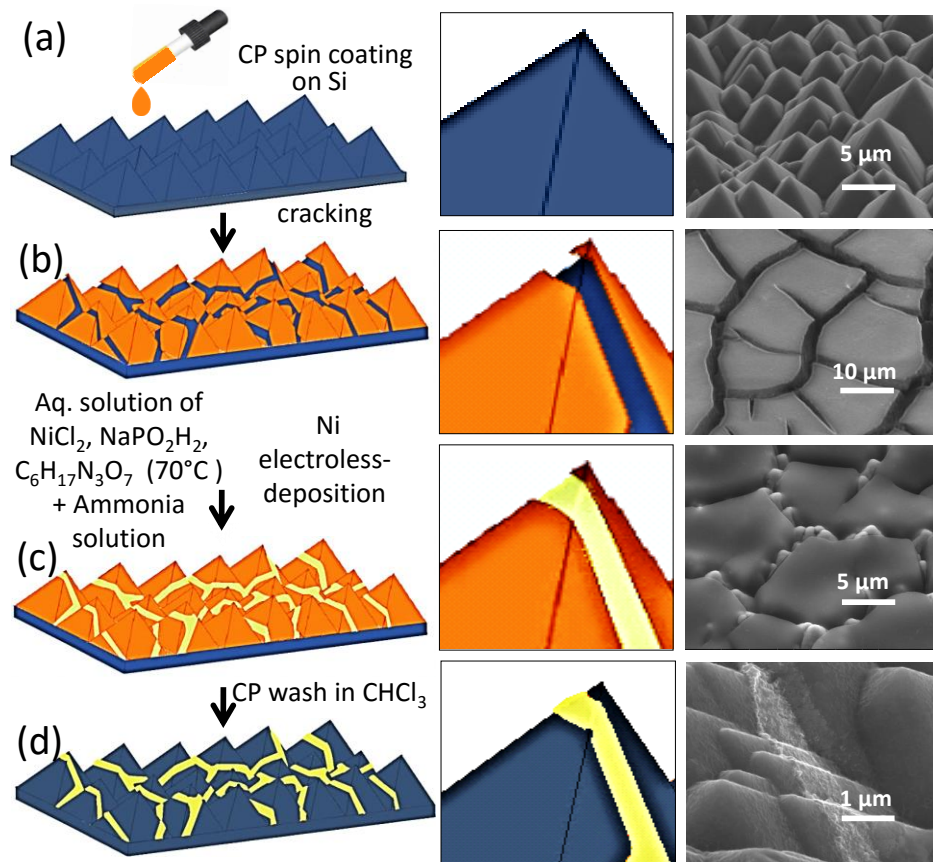 (a)
CP spin coating
on Si
5 µm
cracking
(b)
10 µm
Aq. solution of
NiCl₂, NaPO₂H₂,
C₆H₁₇N₃O₇ (70°C )
+ Ammonia
solution
Ni
electroless-
deposition
(c)
5 µm
CP wash in CHCl₃
(d)
1 µm